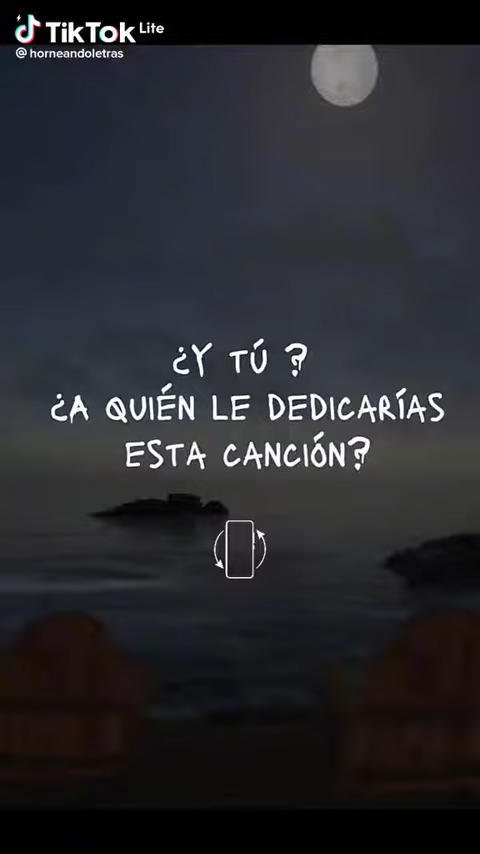 TikTok Lite
@horneandoletras
¿Y TÚ ?
¿A QUIÉN LE DEDICARÍAS
ESTA CANCIÓN?